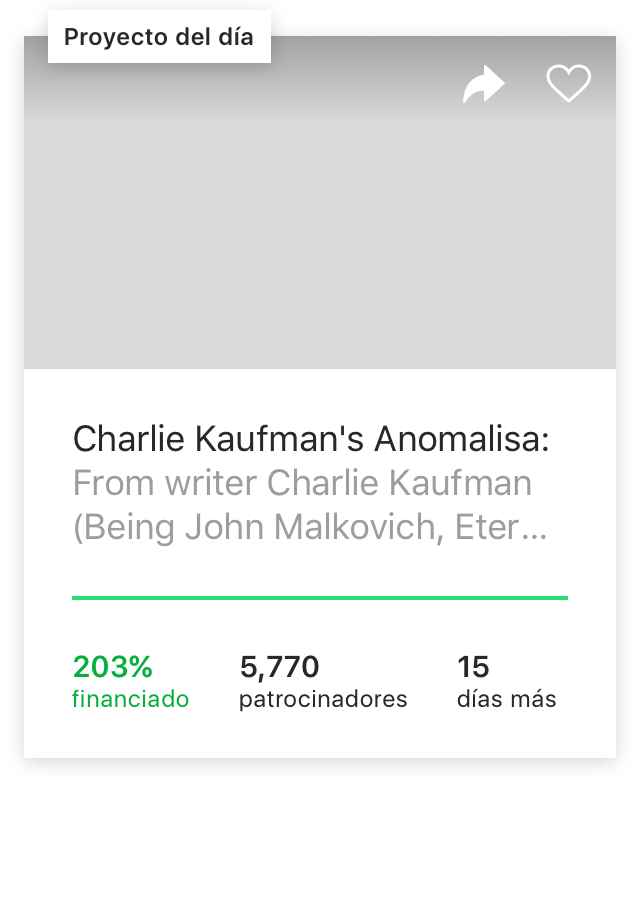 Proyecto del día
Charlie Kaufman's Anomalisa:
From writer Charlie Kaufman
(Being John Malkovich, Eter...
203% 5,770 15
financiado patrocinadores días más